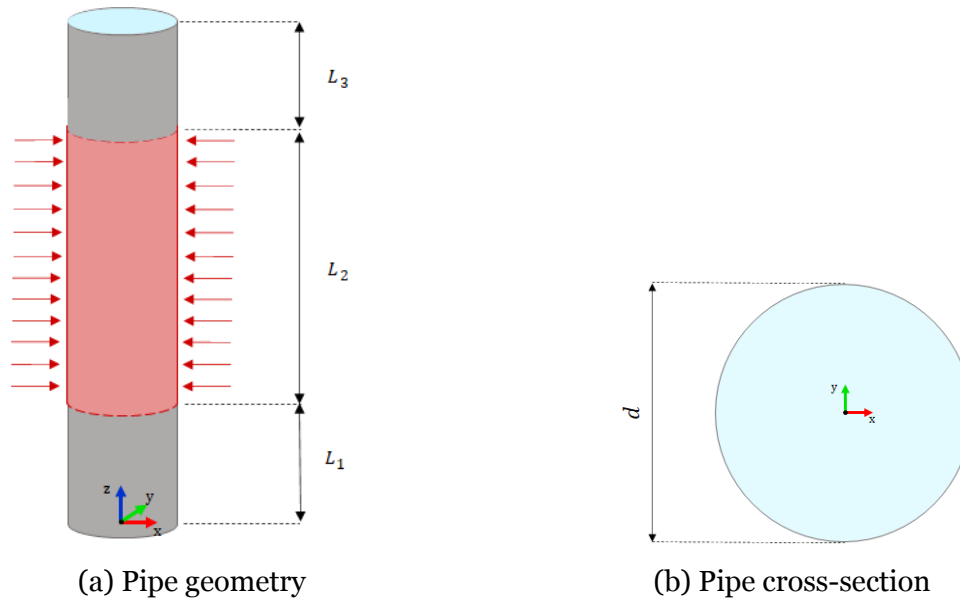 L₃
L₂
L₁
z
y
x
d
y
x
(a) Pipe geometry
(b) Pipe cross-section